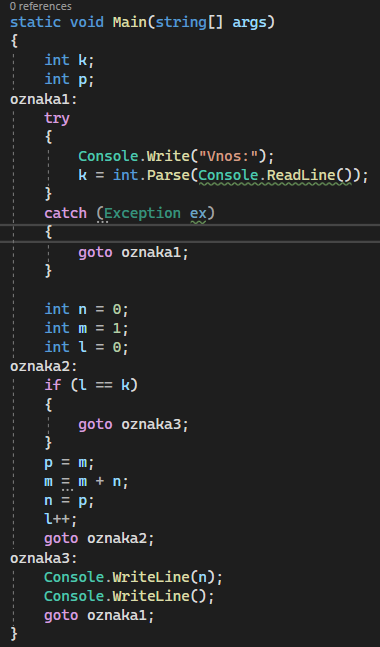 0 references
static void Main(string[] args)
{
int k;
int p;
oznaka1:
try
{
Console.Write("Vnos:");
k = int.Parse(Console.ReadLine());
}
catch (Exception ex)
{
goto oznaka1;
}
int n = 0;
int m = 1;
int l = 0;
oznaka2:
if (l == k)
{
goto oznaka3;
}
p = m;
m = m + n;
n = p;
l++;
goto oznaka2;
oznaka3:
Console.WriteLine(n);
Console.WriteLine();
goto oznaka1;
}